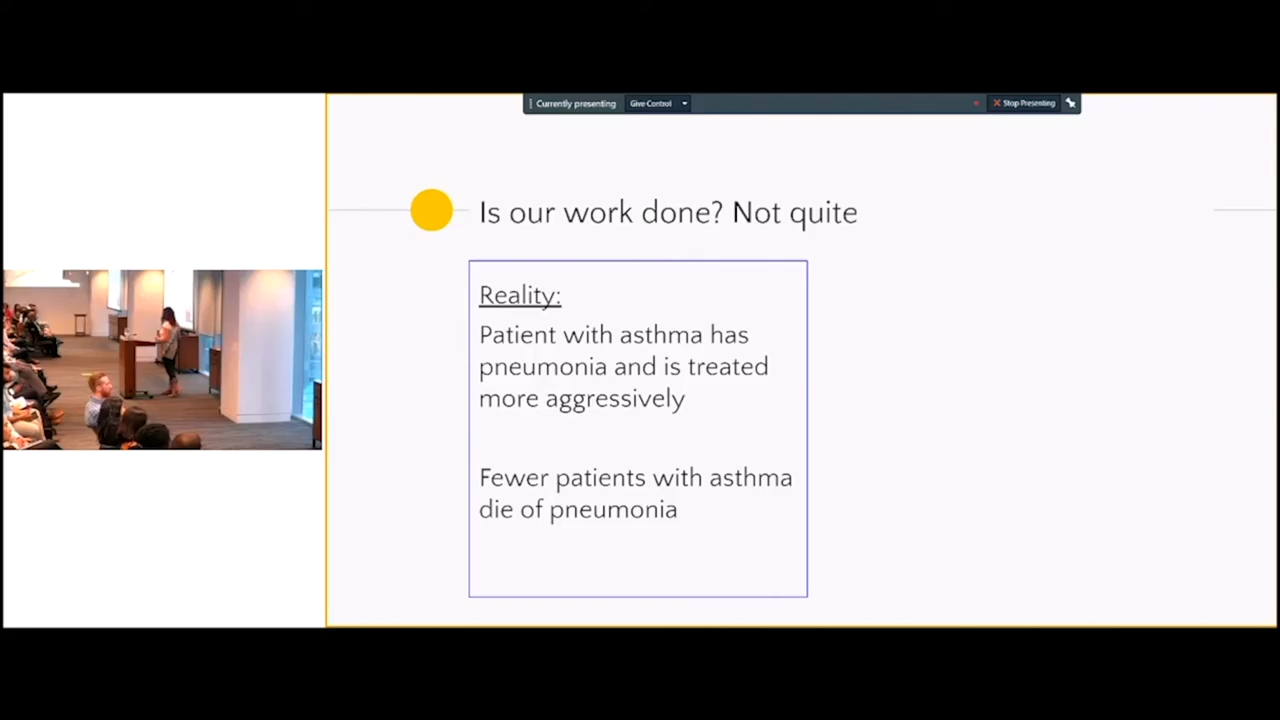 Currently presenting Give Control Stop Presenting
Is our work done? Not quite
Reality:
Patient with asthma has
pneumonia and is treated
more aggressively
Fewer patients with asthma
die of pneumonia